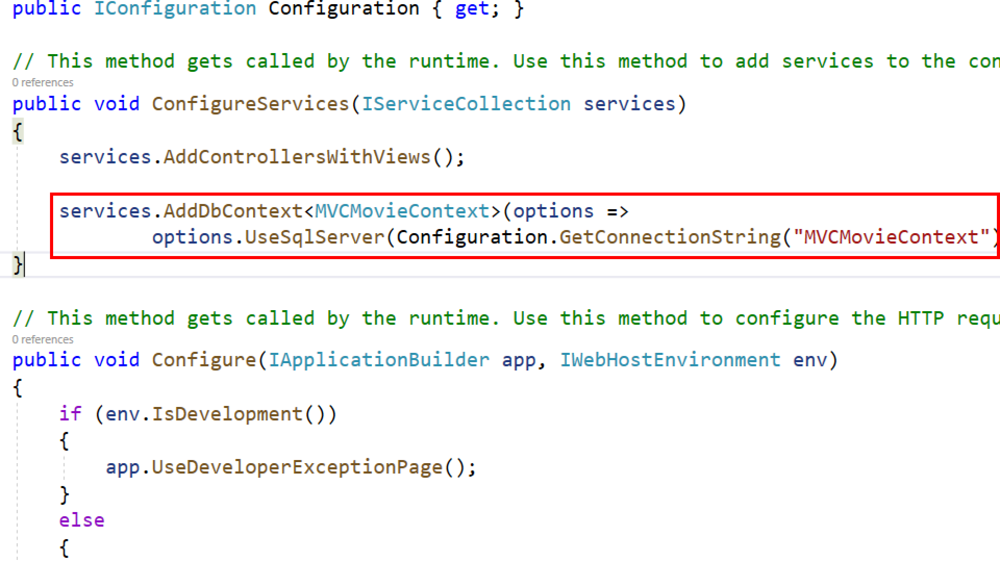 public IConfiguration Configuration { get; }
// This method gets called by the runtime. Use this method to add services to the con
0 references
public void ConfigureServices(IServiceCollection services)
{
services.AddControllersWithViews();
services.AddDbContext<MVCMovieContext>(options =>
options.UseSqlServer(Configuration.GetConnectionString("MVCMovieContext")
}
// This method gets called by the runtime. Use this method to configure the HTTP requ
0 references
public void Configure(IApplicationBuilder app, IWebHostEnvironment env)
{
if (env.IsDevelopment())
{
app.UseDeveloperExceptionPage();
}
else
{